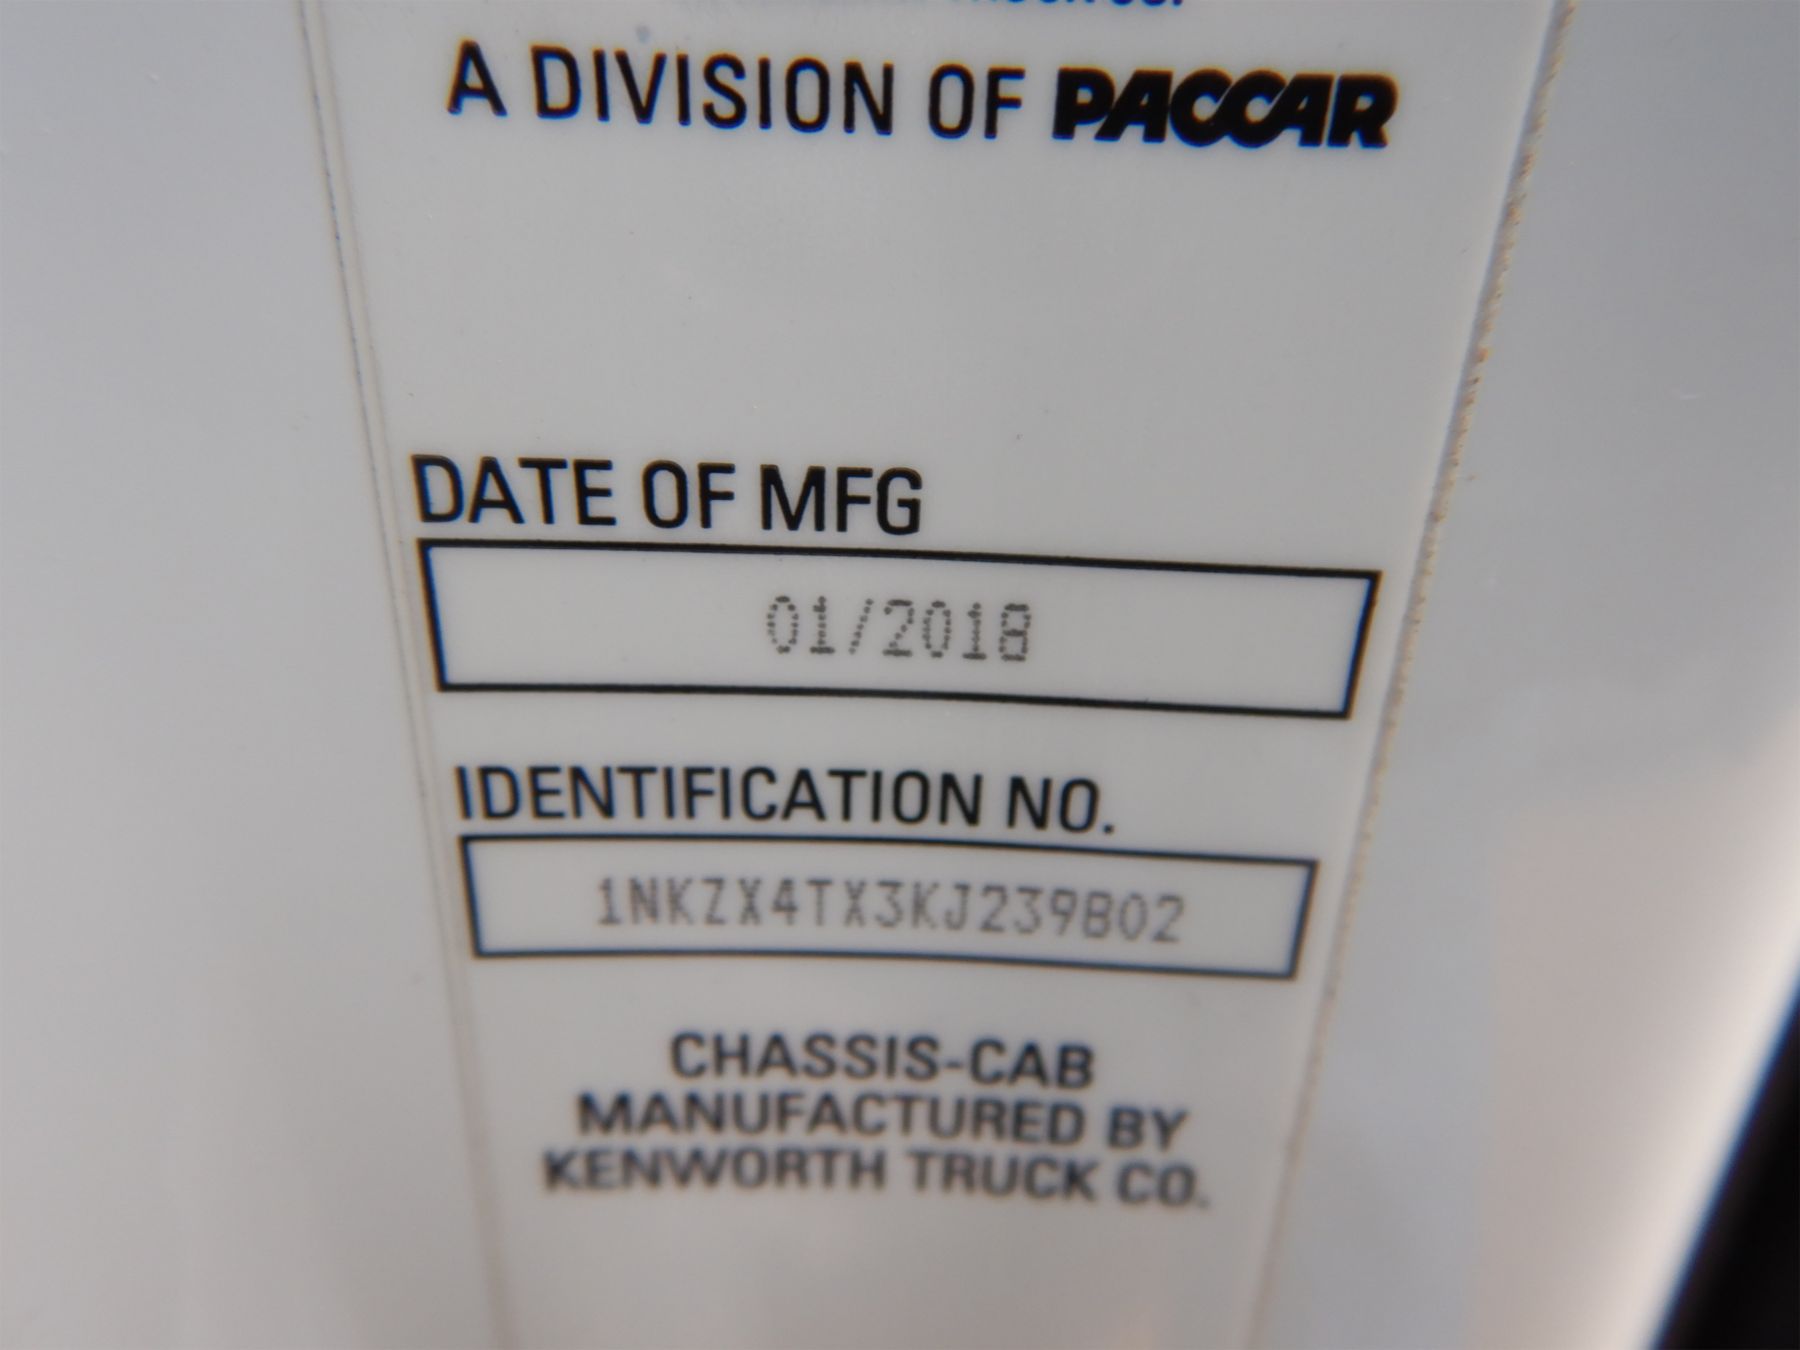 A DIVISION OF PACCAR
DATE OF MFG
01/2018
IDENTIFICATION NO.
1NKZX4TX3KJ239802
CHASSIS-CAB
MANUFACTURED BY
KENWORTH TRUCK CO.